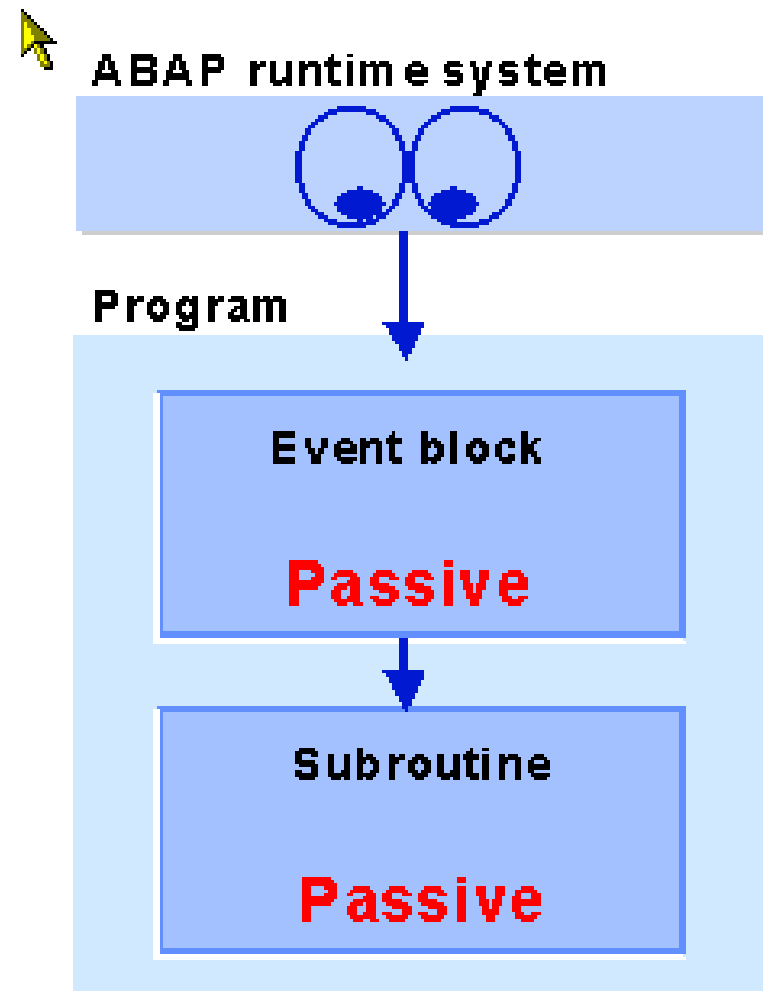 ABAP runtime system
Program
Event block
Passive
Subroutine
Passive